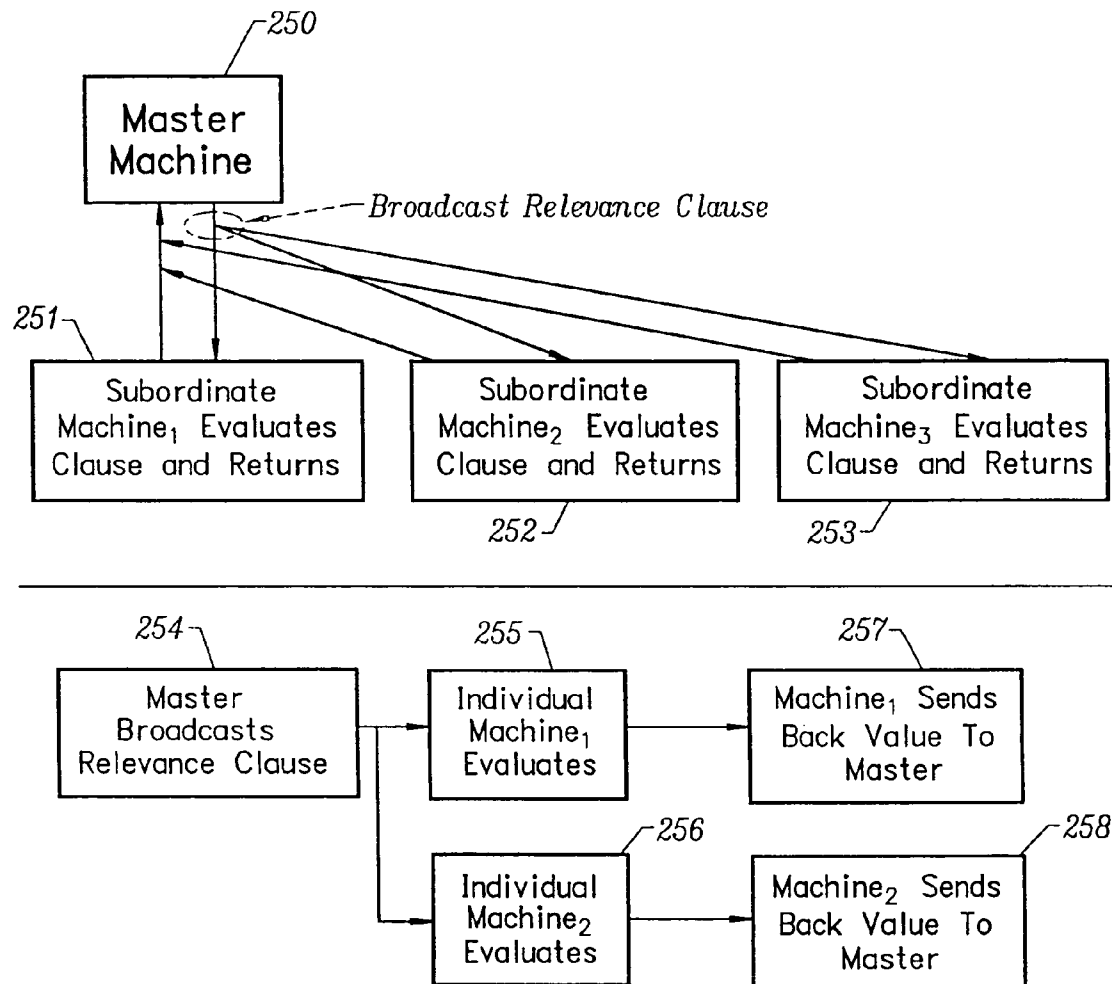 250
Master
Machine
Broadcast Relevance Clause
251
Subordinate
Machine₁ Evaluates
Clause and Returns
Subordinate
Machine₂ Evaluates
Clause and Returns
252
Subordinate
Machine₃ Evaluates
Clause and Returns
253
254
Master
Broadcasts
Relevance Clause
255
Individual
Machine₁
Evaluates
257
Machine₁ Sends
Back Value To
Master
256
Individual
Machine₂
Evaluates
258
Machine₂ Sends
Back Value To
Master